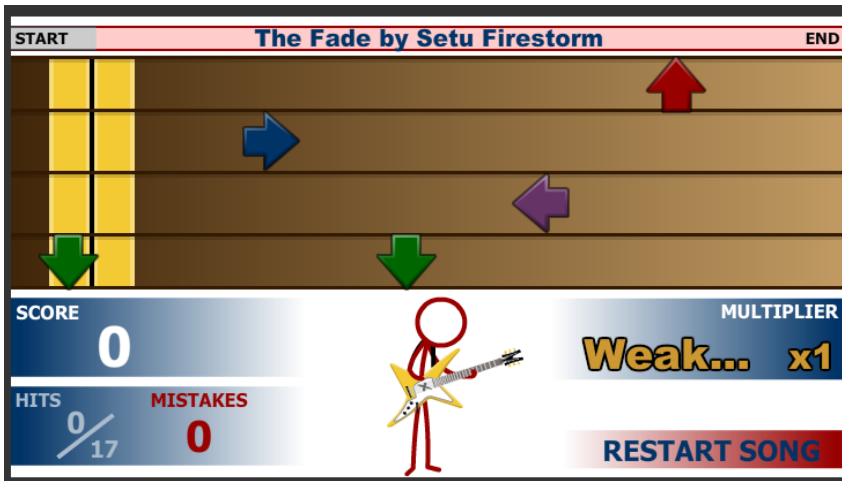 START The Fade by Setu Firestorm END
SCORE
0
MULTIPLIER
Weak... x1
HITS
0/17
MISTAKES
0
RESTART SONG